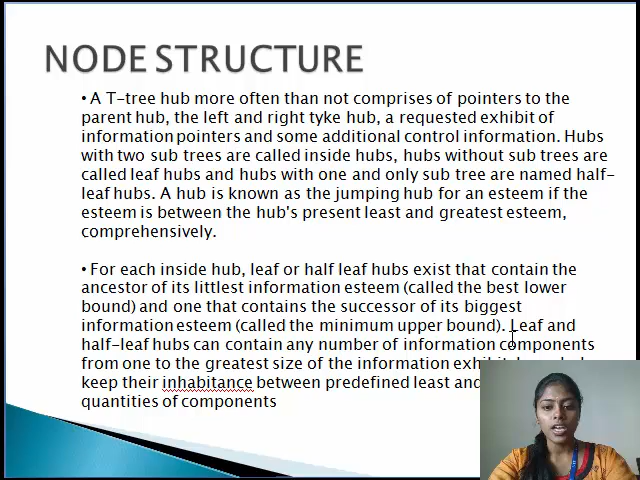 NODE STRUCTURE
• A T-tree hub more often than not comprises of pointers to the
parent hub, the left and right tyke hub, a requested exhibit of
information pointers and some additional control information. Hubs
with two sub trees are called inside hubs, hubs without sub trees are
called leaf hubs and hubs with one and only sub tree are named half-
leaf hubs. A hub is known as the jumping hub for an esteem if the
esteem is between the hub's present least and greatest esteem,
comprehensively.
• For each inside hub, leaf or half leaf hubs exist that contain the
ancestor of its littlest information esteem (called the best lower
bound) and one that contains the successor of its biggest
information esteem (called the minimum upper bound). Leaf and
half-leaf hubs can contain any number of information components
from one to the greatest size of the information
keep their inhabitance between predefined least and
quantities of components